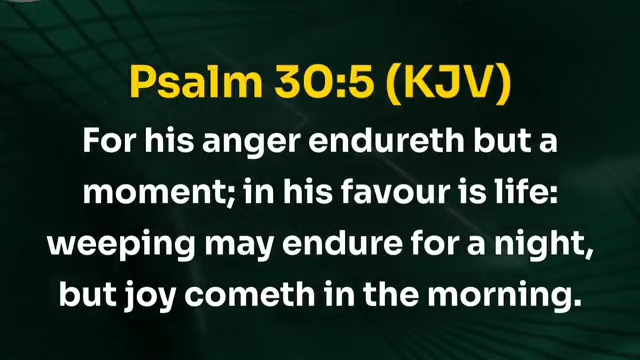 Psalm 30:5 (KJV)
For his anger endureth but a
moment; in his favour is life:
weeping may endure for a night,
but joy cometh in the morning.